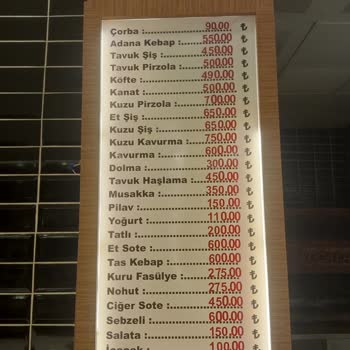 Çorba : 90.00 ₺
Adana Kebap : 550.00 ₺
Tavuk Şiş : 450.00 ₺
Tavuk Pirzola : 500.00 ₺
Köfte : 490.00 ₺
Kanat : 500.00 ₺
Kuzu Pirzola : 700.00 ₺
Et Şiş : 650.00 ₺
Kuzu Şiş : 650.00 ₺
Kuzu Kavurma : 750.00 ₺
Kavurma : 600.00 ₺
Dolma : 300.00 ₺
Tavuk Haşlama : 450.00 ₺
Musakka : 350.00 ₺
Pilav : 150.00 ₺
Yoğurt : 110.00 ₺
Tatlı : 200.00 ₺
Et Sote : 600.00 ₺
Tas Kebap : 600.00 ₺
Kuru Fasülye : 275.00 ₺
Nohut : 275.00 ₺
Ciğer Sote : 450.00 ₺
Sebzeli : 600.00 ₺
Salata : 150.00 ₺
İçecek : 100.00 ₺